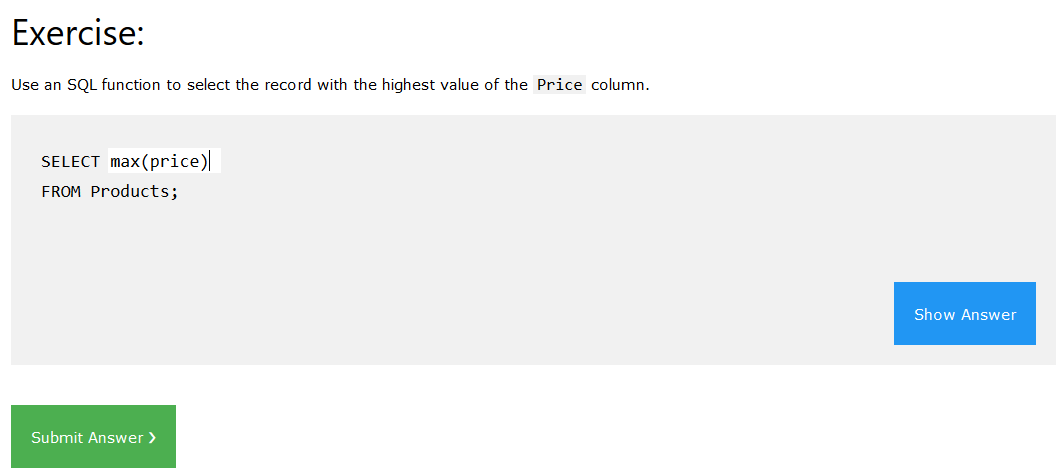 Exercise:
Use an SQL function to select the record with the highest value of the Price column.
SELECT max(price)
FROM Products;
Show Answer
Submit Answer ❯